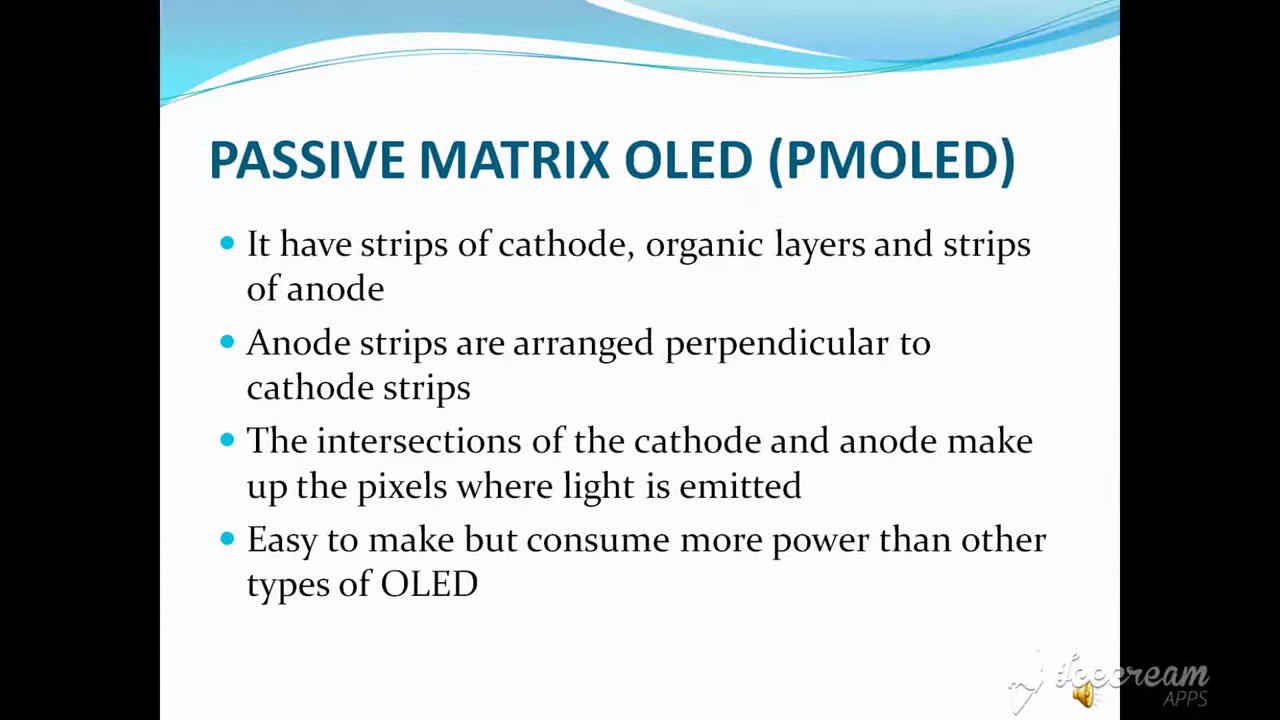 PASSIVE MATRIX OLED (PMOLED)
• It have strips of cathode, organic layers and strips
of anode
• Anode strips are arranged perpendicular to
cathode strips
• The intersections of the cathode and anode make
up the pixels where light is emitted
• Easy to make but consume more power than other
types of OLED
Icecream
APPS